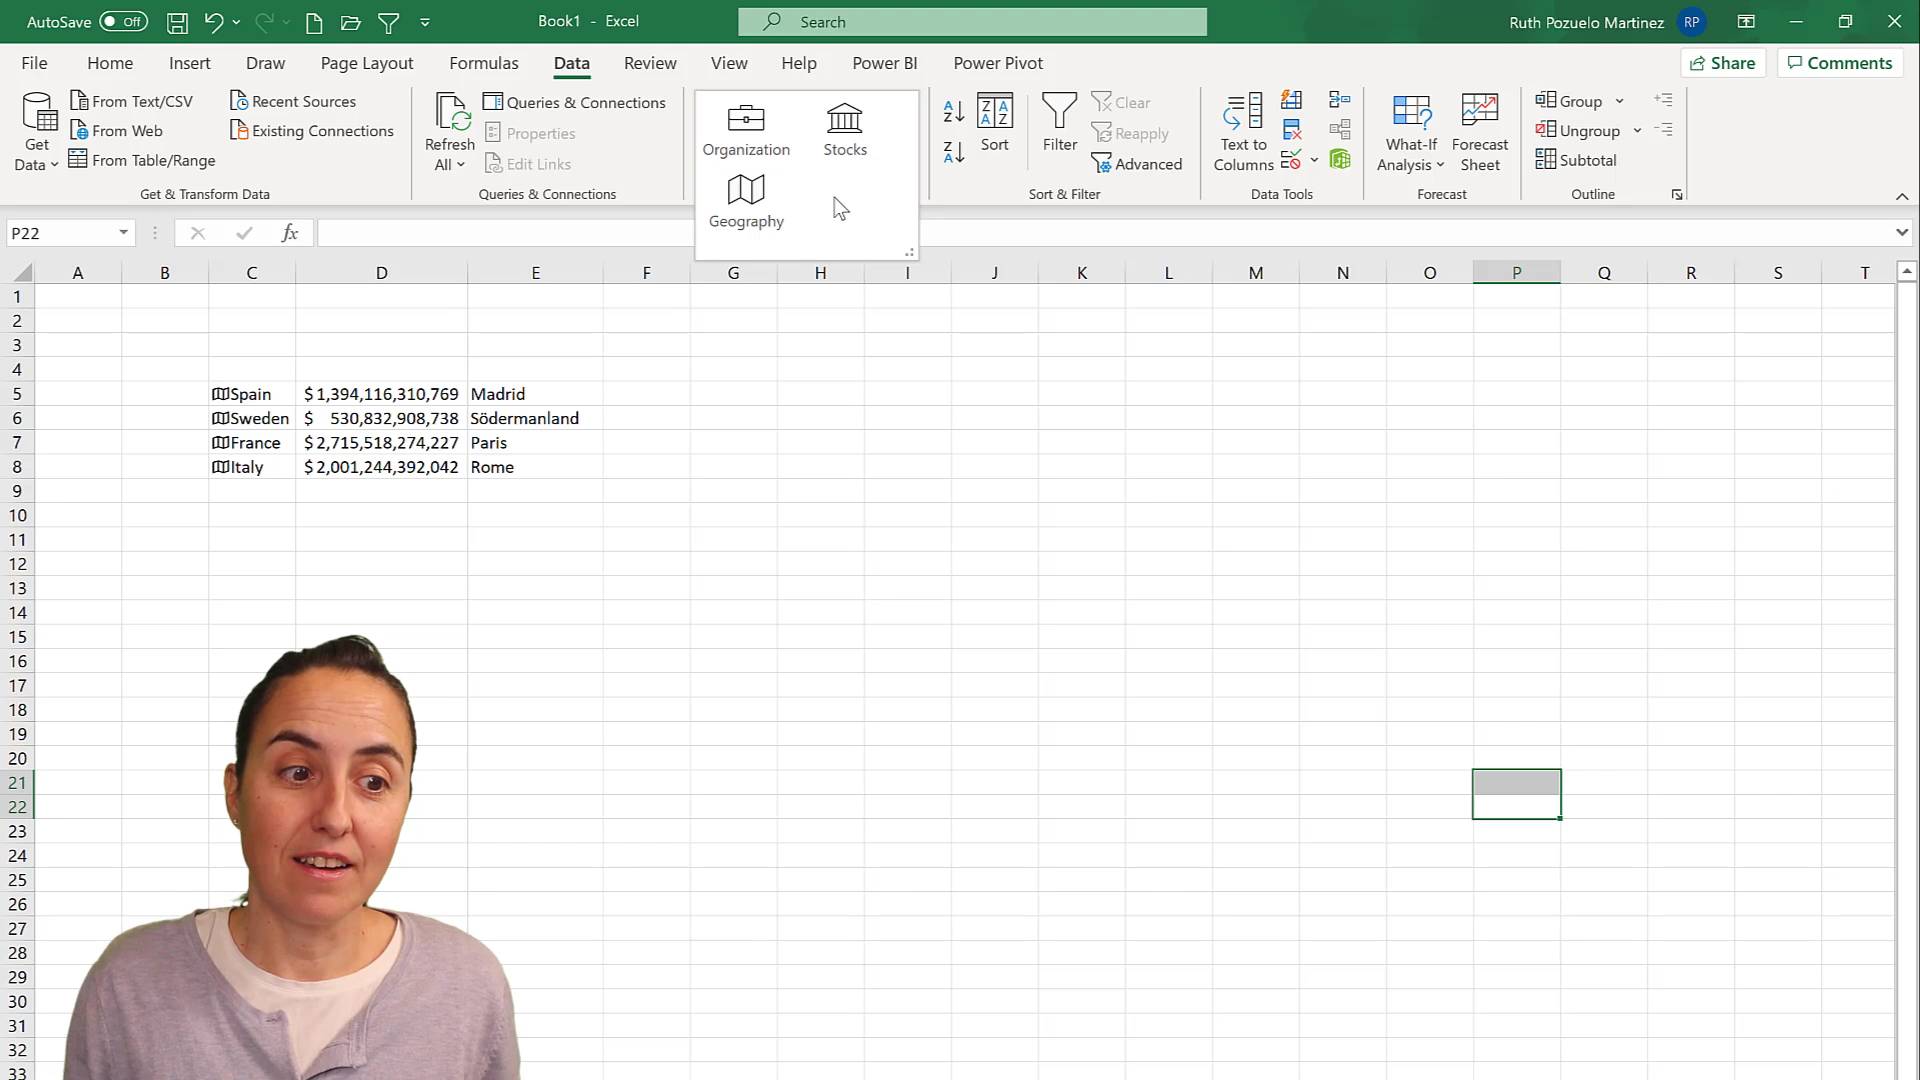 AutoSave Off Book1 - Excel Search Ruth Pozuelo Martinez RP
File Home Insert Draw Page Layout Formulas Data Review View Help Power BI Power Pivot Share Comments
Get Data
From Text/CSV
From Web
From Table/Range
Recent Sources
Existing Connections
Get & Transform Data
Refresh All
Queries & Connections
Properties
Edit Links
Queries & Connections
Organization
Stocks
Geography
Sort
Filter
Clear
Reapply
Advanced
Sort & Filter
Text to Columns
Data Tools
What-If Analysis
Forecast Sheet
Forecast
Group
Ungroup
Subtotal
Outline
P22 fx
A B C D E F G H I J K L M N O P Q R S T
1
2
3
4
5 Spain $ 1,394,116,310,769 Madrid
6 Sweden $ 530,832,908,738 Södermanland
7 France $ 2,715,518,274,227 Paris
8 Italy $ 2,001,244,392,042 Rome
9
10
11
12
13
14
15
16
17
18
19
20
21
22
23
24
25
26
27
28
29
30
31
32
33